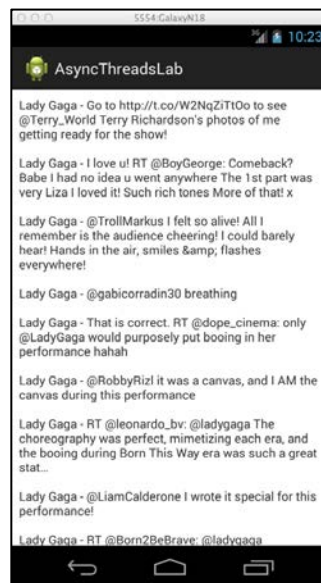 5554:GalaxyN18
3G 10:23
AsyncThreadsLab
Lady Gaga - Go to http://t.co/W2NqZiTtOo to see
@Terry_World Terry Richardson's photos of me
getting ready for the show!
Lady Gaga - I love u! RT @BoyGeorge: Comeback?
Babe I had no idea u went anywhere The 1st part was
very Liza I loved it! Such rich tones More of that! x
Lady Gaga - @TrollMarkus I felt so alive! All I
remember is the audience cheering! I could barely
hear! Hands in the air, smiles &amp; flashes
everywhere!
Lady Gaga - @gabicorradin30 breathing
Lady Gaga - That is correct. RT @dope_cinema: only
@LadyGaga would purposely put booing in her
performance hahah
Lady Gaga - @RobbyRizl it was a canvas, and I AM the
canvas during this performance
Lady Gaga - RT @leonardo_bv: @ladygaga The
choreography was perfect, mimetizing each era, and
the booing during Born This Way era was such a great
stat...
Lady Gaga - @LiamCalderone I wrote it special for this
performance!
Lady Gaga - RT @Born2BeBrave: @ladygaga